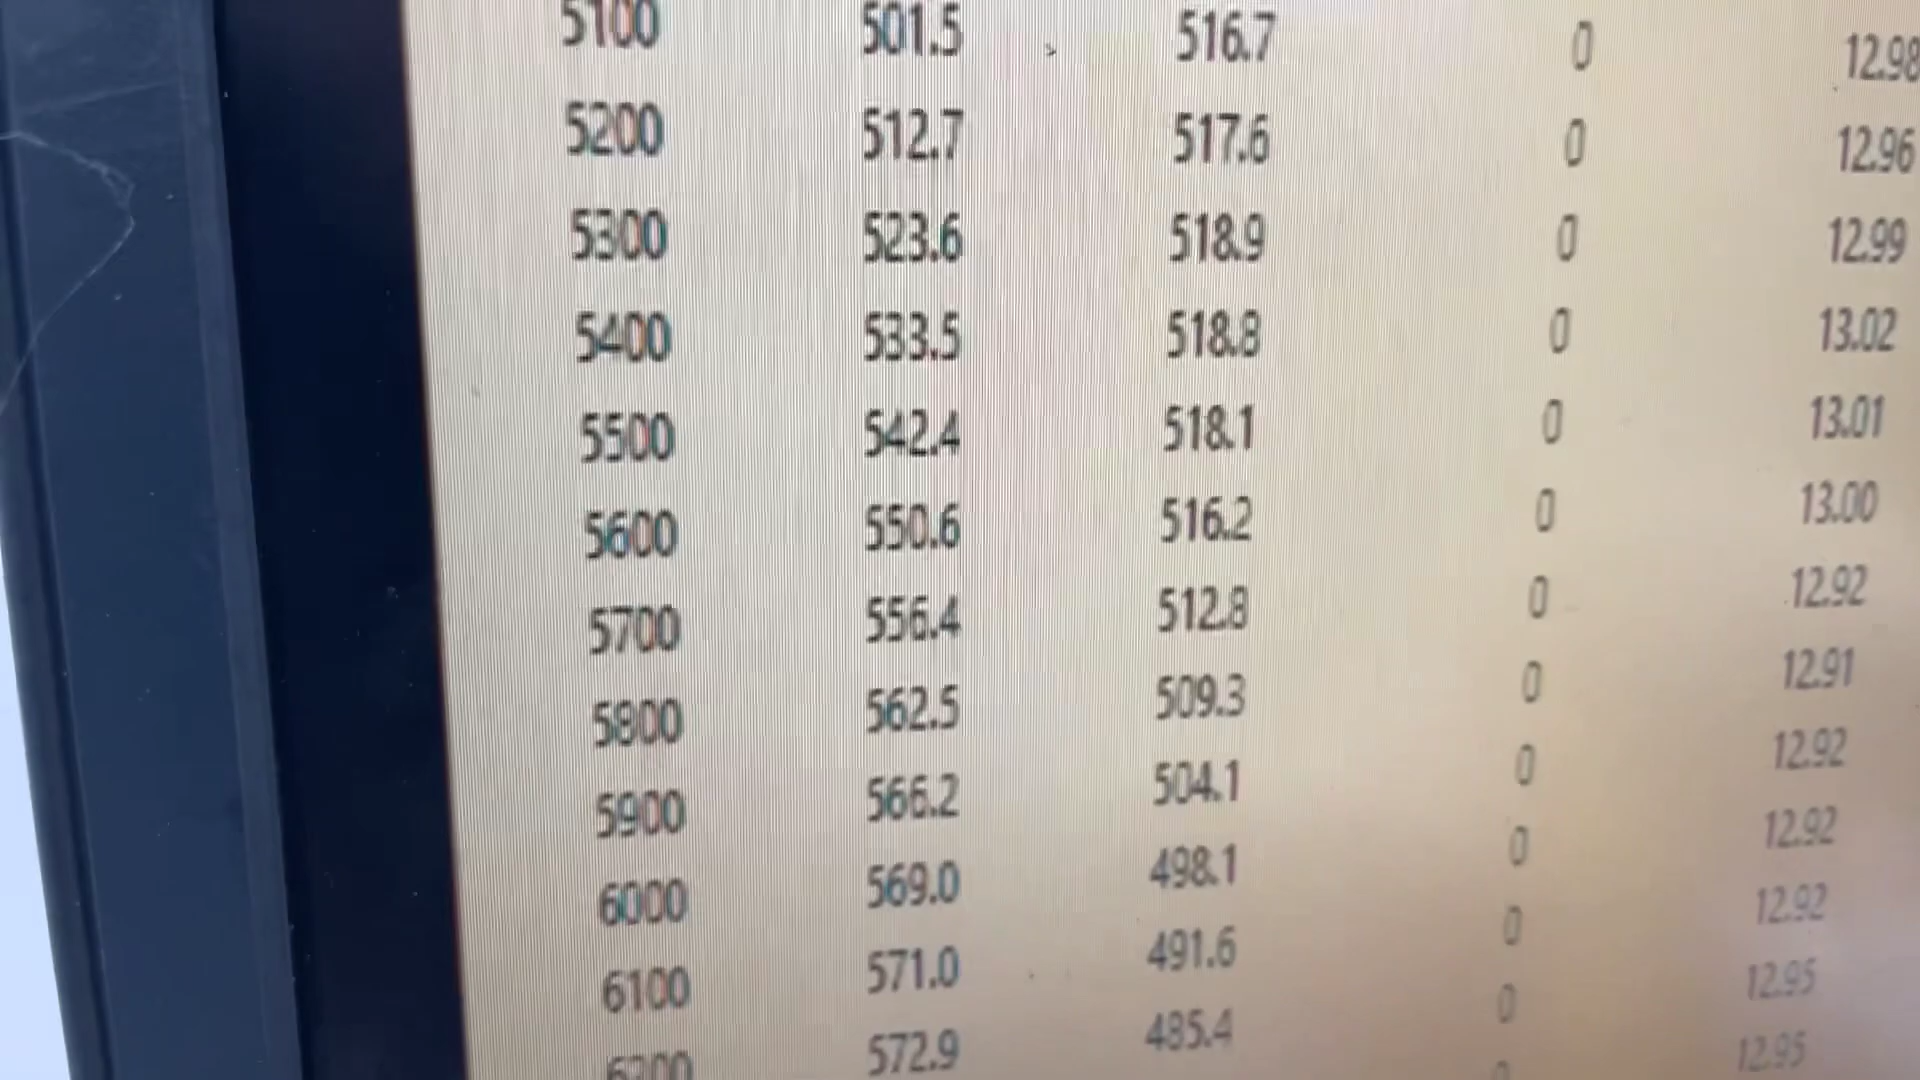 5100 501.5 516.7 0 12.98
5200 512.7 517.6 0 12.96
5300 523.6 518.9 0 12.99
5400 533.5 518.8 0 13.02
5500 542.4 518.1 0 13.01
5600 550.6 516.2 0 13.00
5700 556.4 512.8 0 12.92
5800 562.5 509.3 0 12.91
5900 566.2 504.1 0 12.92
6000 569.0 498.1 0 12.92
6100 571.0 491.6 0 12.92
6200 572.9 485.4 0 12.95
0 12.95